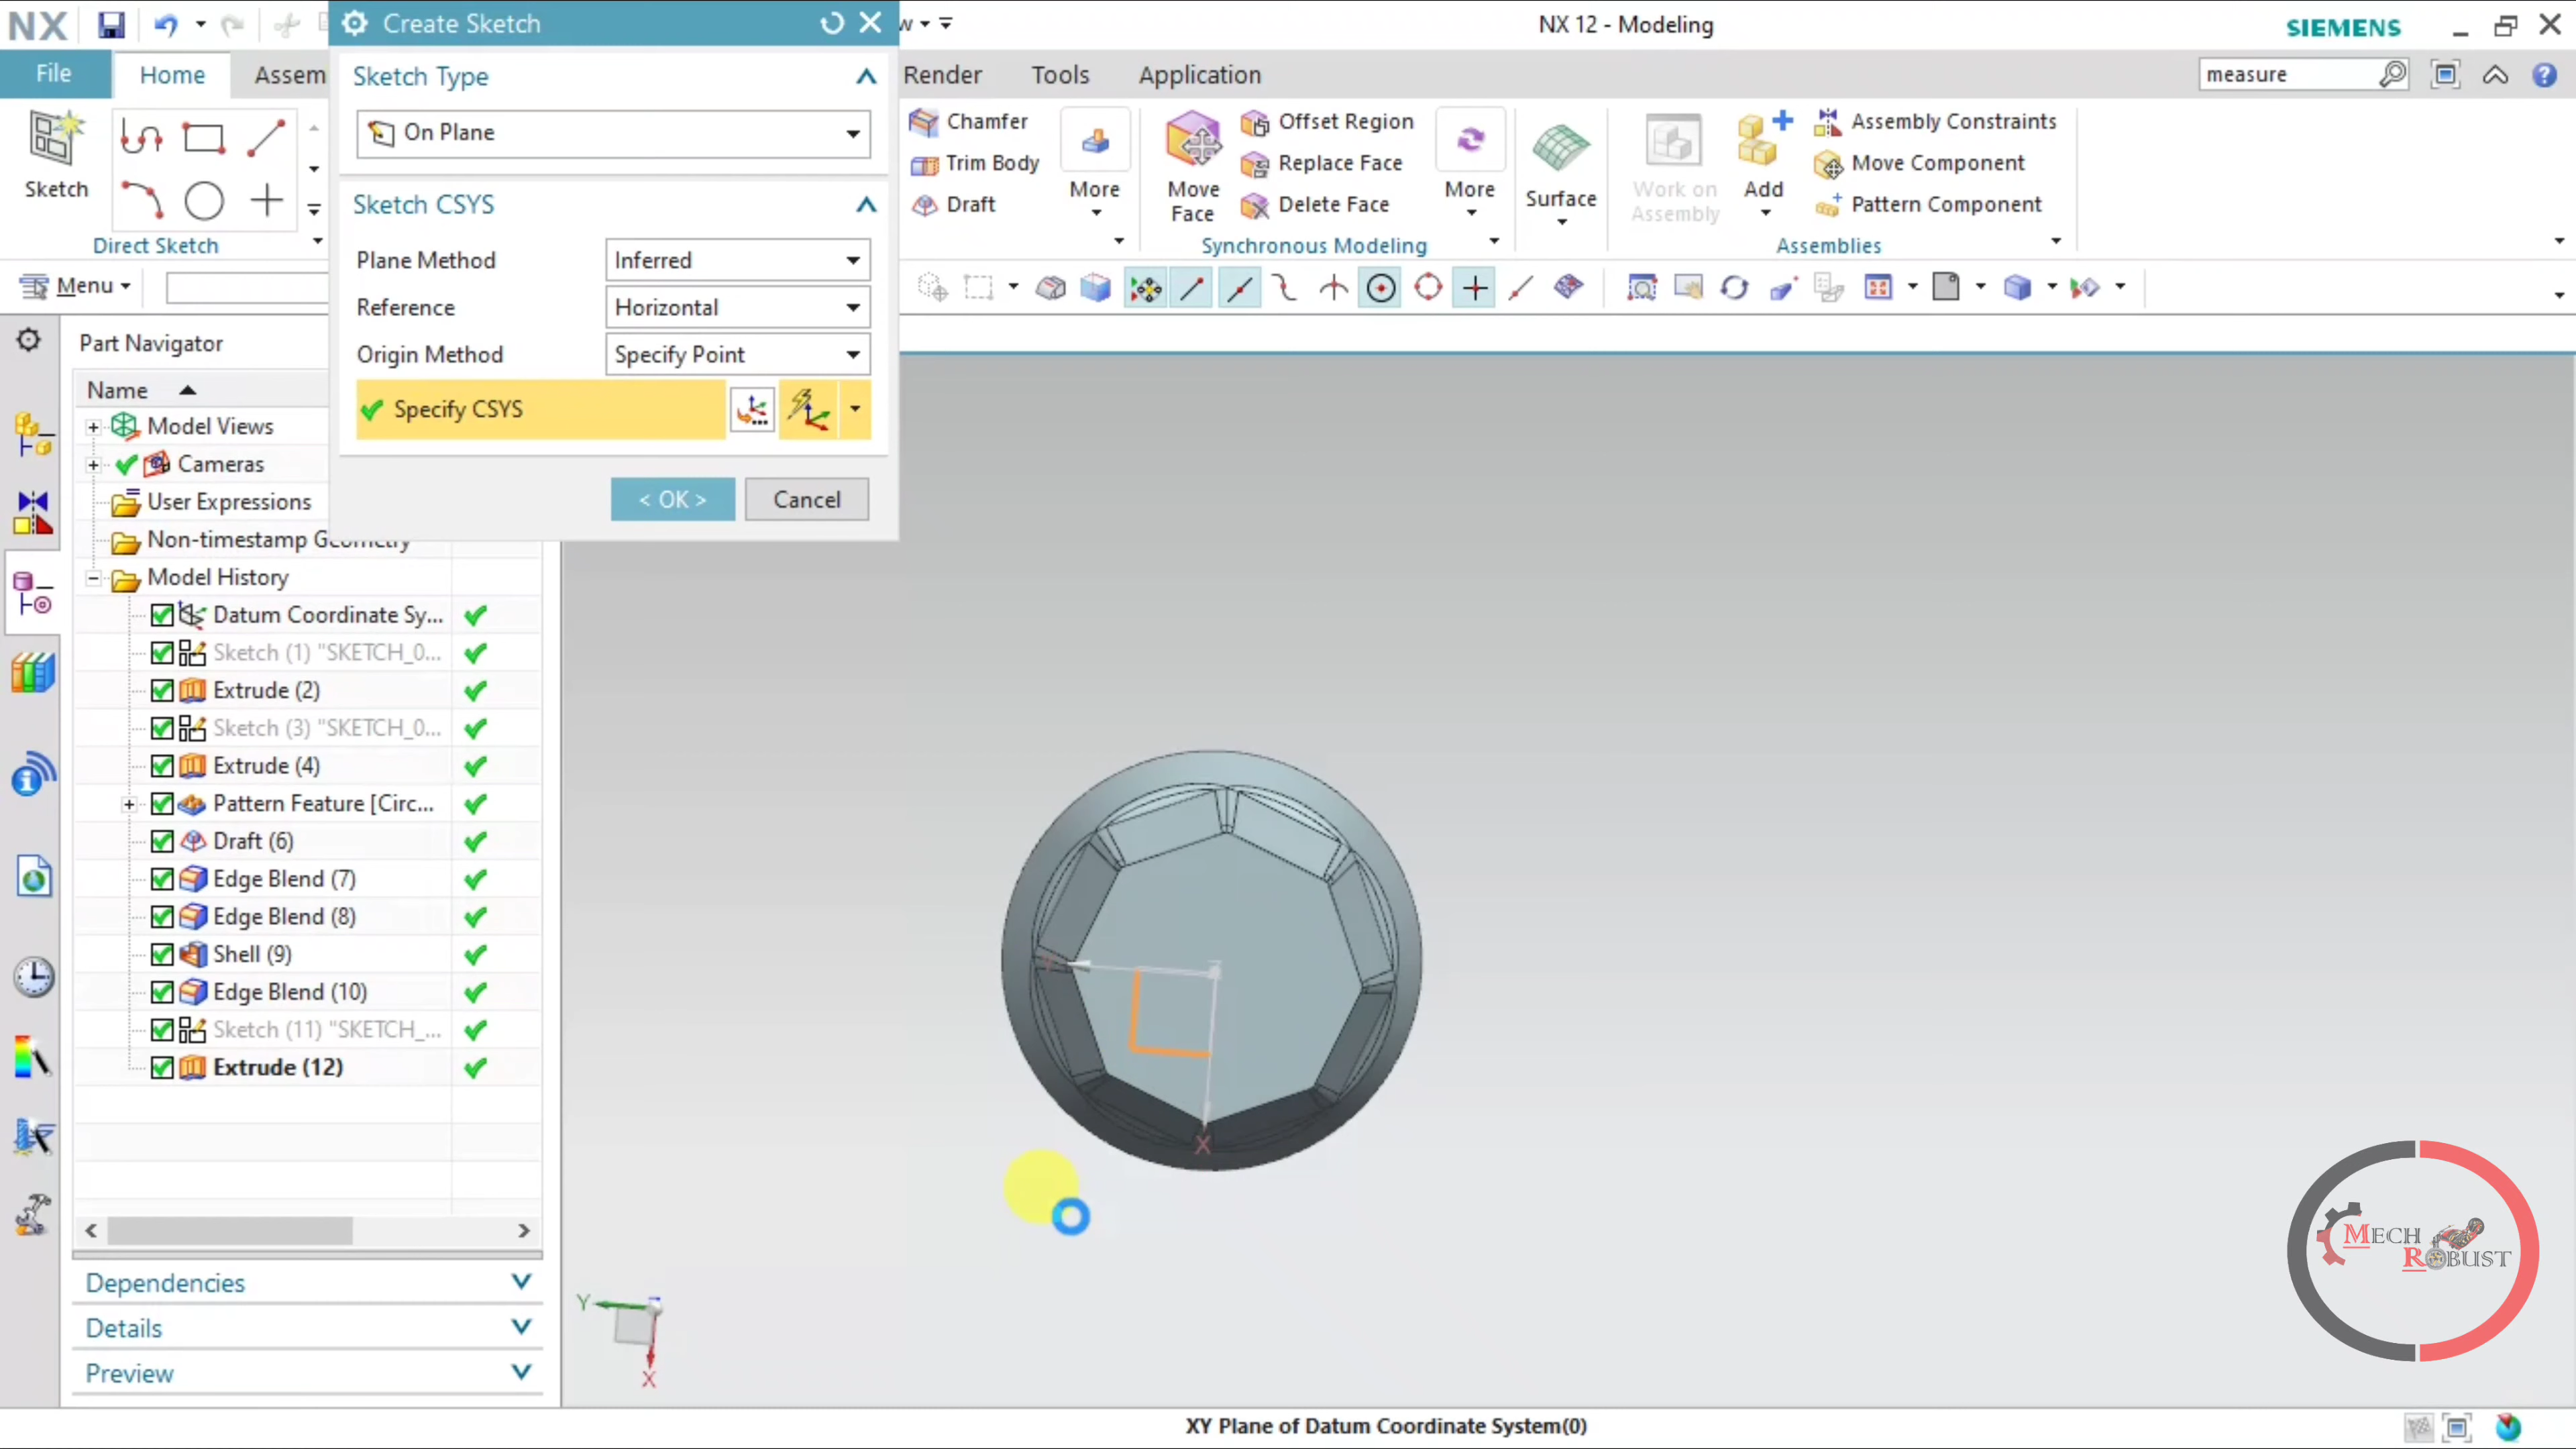 NX
Create Sketch
NX 12 - Modeling
SIEMENS
File
Home
Assem
Render
Tools
Application
measure
Sketch Type
On Plane
Sketch
Direct Sketch
Sketch CSYS
Plane Method
Inferred
Reference
Horizontal
Origin Method
Specify Point
Specify CSYS
< OK >
Cancel
Chamfer
Trim Body
Draft
More
Move
Face
Offset Region
Replace Face
Delete Face
More
Synchronous Modeling
Surface
Work on
Assembly
Add
Assembly Constraints
Move Component
Pattern Component
Assemblies
Menu
Part Navigator
Name
Model Views
Cameras
User Expressions
Non-timestamp Geometry
Model History
Datum Coordinate Sy...
Sketch (1) "SKETCH_0...
Extrude (2)
Sketch (3) "SKETCH_0...
Extrude (4)
Pattern Feature [Circ...
Draft (6)
Edge Blend (7)
Edge Blend (8)
Shell (9)
Edge Blend (10)
Sketch (11) "SKETCH_...
Extrude (12)
Dependencies
Details
Preview
X
Y
X
MECH
ROBUST
XY Plane of Datum Coordinate System(0)